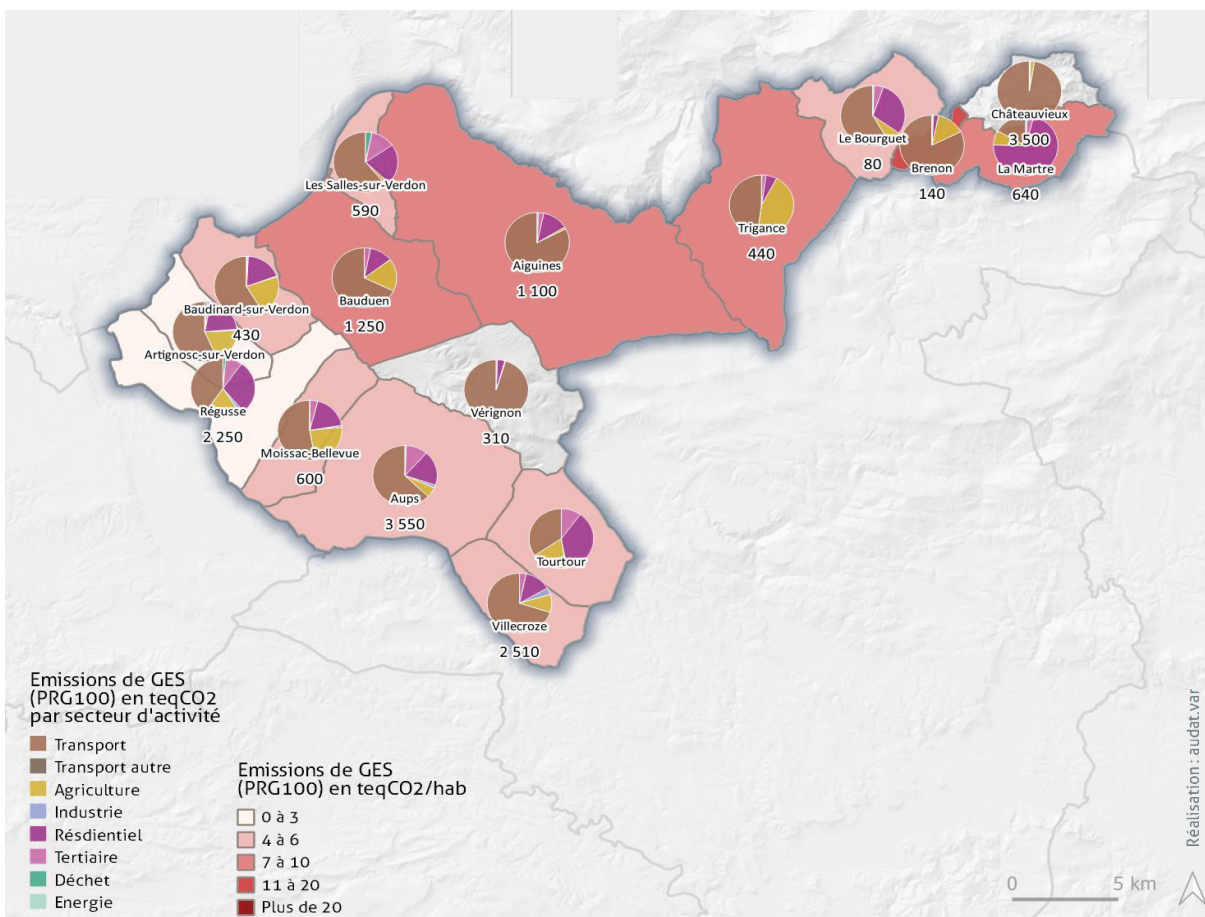 Châteauvieux
3 500
Le Bourguet
80
Brenon
140
La Martre
640
Les Salles-sur-Verdon
590
Trigance
440
Aiguines
1 100
Bauduen
1 250
Baudinard-sur-Verdon
430
Artignosc-sur-Verdon
Régusse
2 250
Vérignon
310
Moissac-Bellevue
600
Aups
3 550
Tourtour
Villecroze
2 510
Emissions de GES
(PRG100) en teqCO2
par secteur d'activité
Transport
Transport autre
Agriculture
Industrie
Résdientiel
Tertiaire
Déchet
Energie
Emissions de GES
(PRG100) en teqCO2/hab
0 à 3
4 à 6
7 à 10
11 à 20
Plus de 20
0 5 km
Réalisation : audat.var